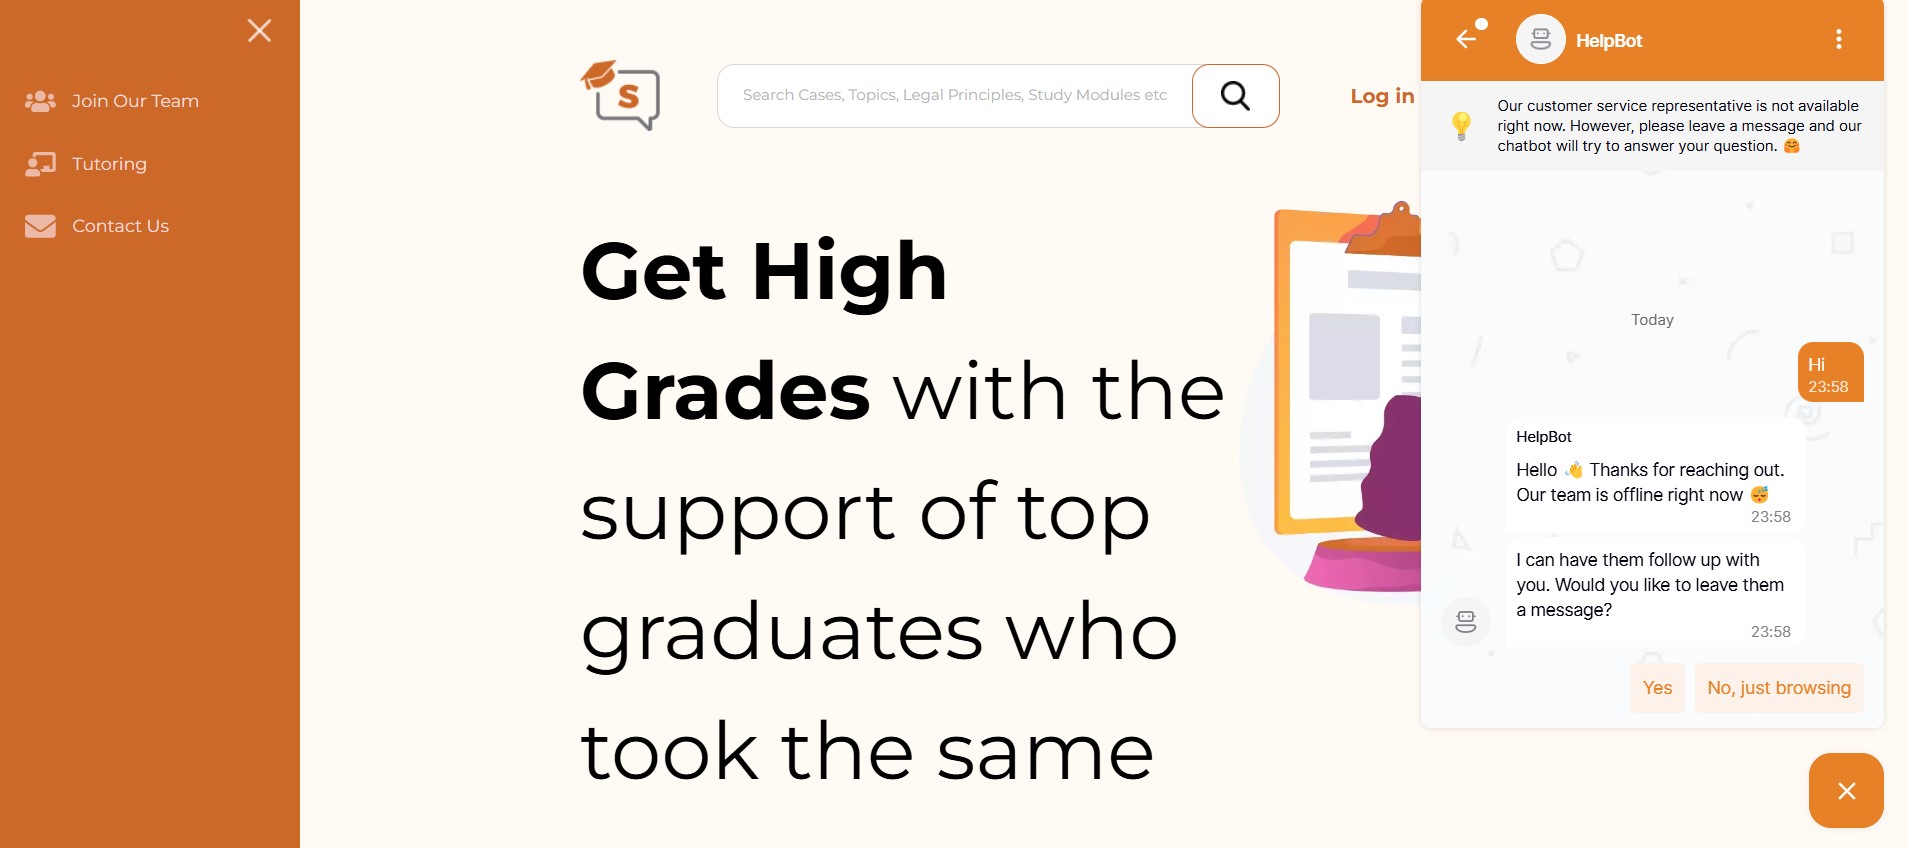 Join Our Team
Tutoring
Contact Us
S
Search Cases, Topics, Legal Principles, Study Modules etc
Log in
Get High
Grades with the
support of top
graduates who
took the same
HelpBot
Our customer service representative is not available
right now. However, please leave a message and our
chatbot will try to answer your question. 🤗
Today
Hi
23:58
HelpBot
Hello 👋 Thanks for reaching out.
Our team is offline right now 😴
23:58
I can have them follow up with
you. Would you like to leave them
a message?
23:58
Yes
No, just browsing